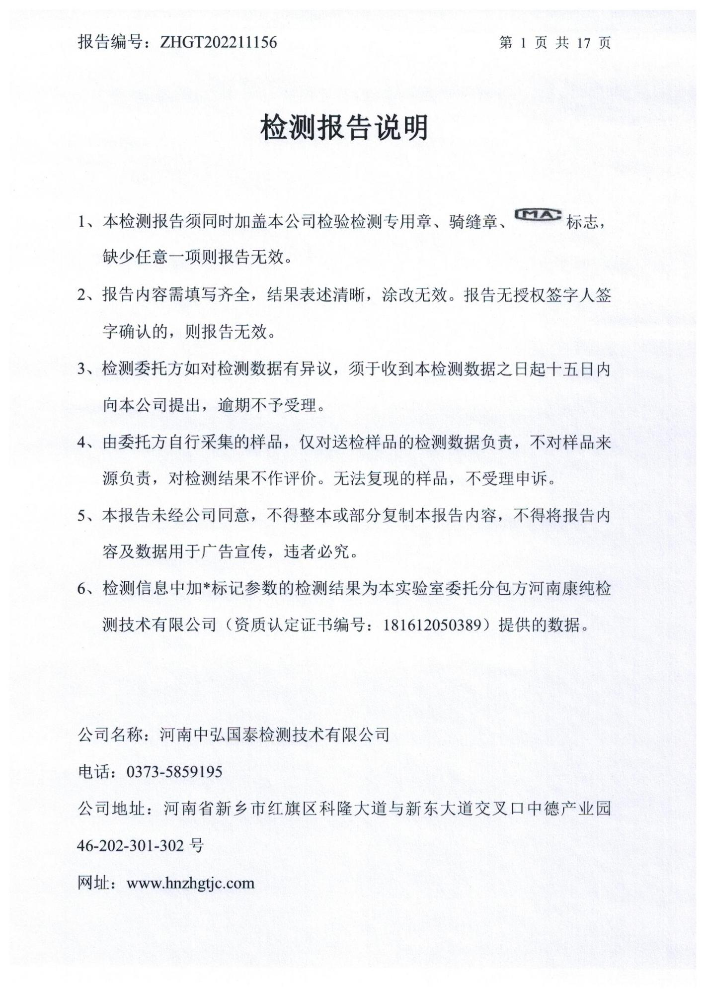 报告编号：ZHGT202211156
第 1 页 共 17 页
检测报告说明
1、本检测报告须同时加盖本公司检验检测专用章、骑缝章、MA 标志，
缺少任意一项则报告无效。
2、报告内容需填写齐全，结果表述清晰，涂改无效。报告无授权签字人签
字确认的，则报告无效。
3、检测委托方如对检测数据有异议，须于收到本检测数据之日起十五日内
向本公司提出，逾期不予受理。
4、由委托方自行采集的样品，仅对送检样品的检测数据负责，不对样品来
源负责，对检测结果不作评价。无法复现的样品，不受理申诉。
5、本报告未经公司同意，不得整本或部分复制本报告内容，不得将报告内
容及数据用于广告宣传，违者必究。
6、检测信息中加*标记参数的检测结果为本实验室委托分包方河南康纯检
测技术有限公司（资质认定证书编号：181612050389）提供的数据。
公司名称：河南中弘国泰检测技术有限公司
电话：0373-5859195
公司地址：河南省新乡市红旗区科隆大道与新东大道交叉口中德产业园
46-202-301-302 号
网址：www.hnzhgtjc.com